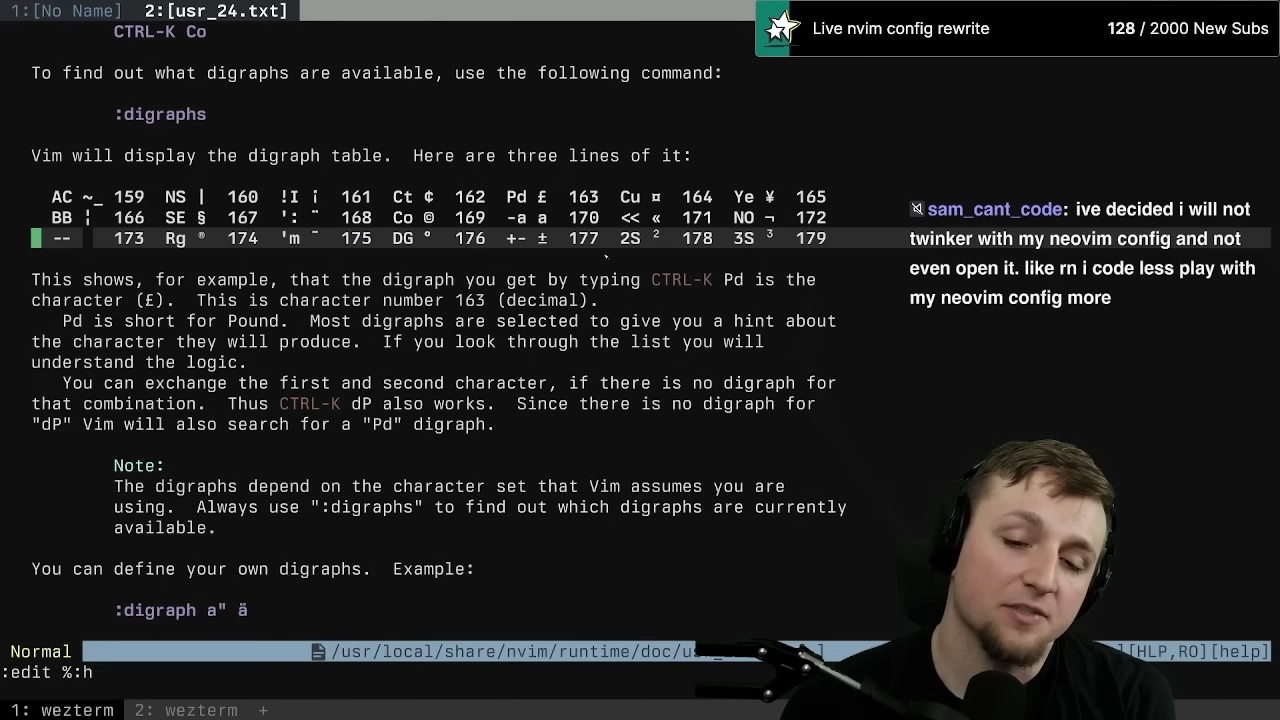 1:[No Name]  2:[usr_24.txt]
Live nvim config rewrite 128 / 2000 New Subs
CTRL-K Co
To find out what digraphs are available, use the following command:
:digraphs
Vim will display the digraph table.  Here are three lines of it:
AC ~_ 159  NS |  160  !I ¡  161  Ct ¢  162  Pd £  163  Cu ¤  164  Ye ¥  165
BB ¦  166  SE §  167  ': ¨  168  Co ©  169  -a ª  170  << «  171  NO ¬  172
--    173  Rg ®  174  'm ¯  175  DG °  176  +- ±  177  2S ²  178  3S ³  179
This shows, for example, that the digraph you get by typing CTRL-K Pd is the
character (£).  This is character number 163 (decimal).
Pd is short for Pound.  Most digraphs are selected to give you a hint about
the character they will produce.  If you look through the list you will
understand the logic.
You can exchange the first and second character, if there is no digraph for
that combination.  Thus CTRL-K dP also works.  Since there is no digraph for
"dP" Vim will also search for a "Pd" digraph.
Note:
The digraphs depend on the character set that Vim assumes you are
using.  Always use ":digraphs" to find out which digraphs are currently
available.
You can define your own digraphs.  Example:
:digraph a" ä
sam_cant_code: ive decided i will not
twinker with my neovim config and not
even open it. like rn i code less play with
my neovim config more
Normal /usr/local/share/nvim/runtime/doc/us ][HLP,RO][help]
:edit %:h
1: wezterm  2: wezterm  +